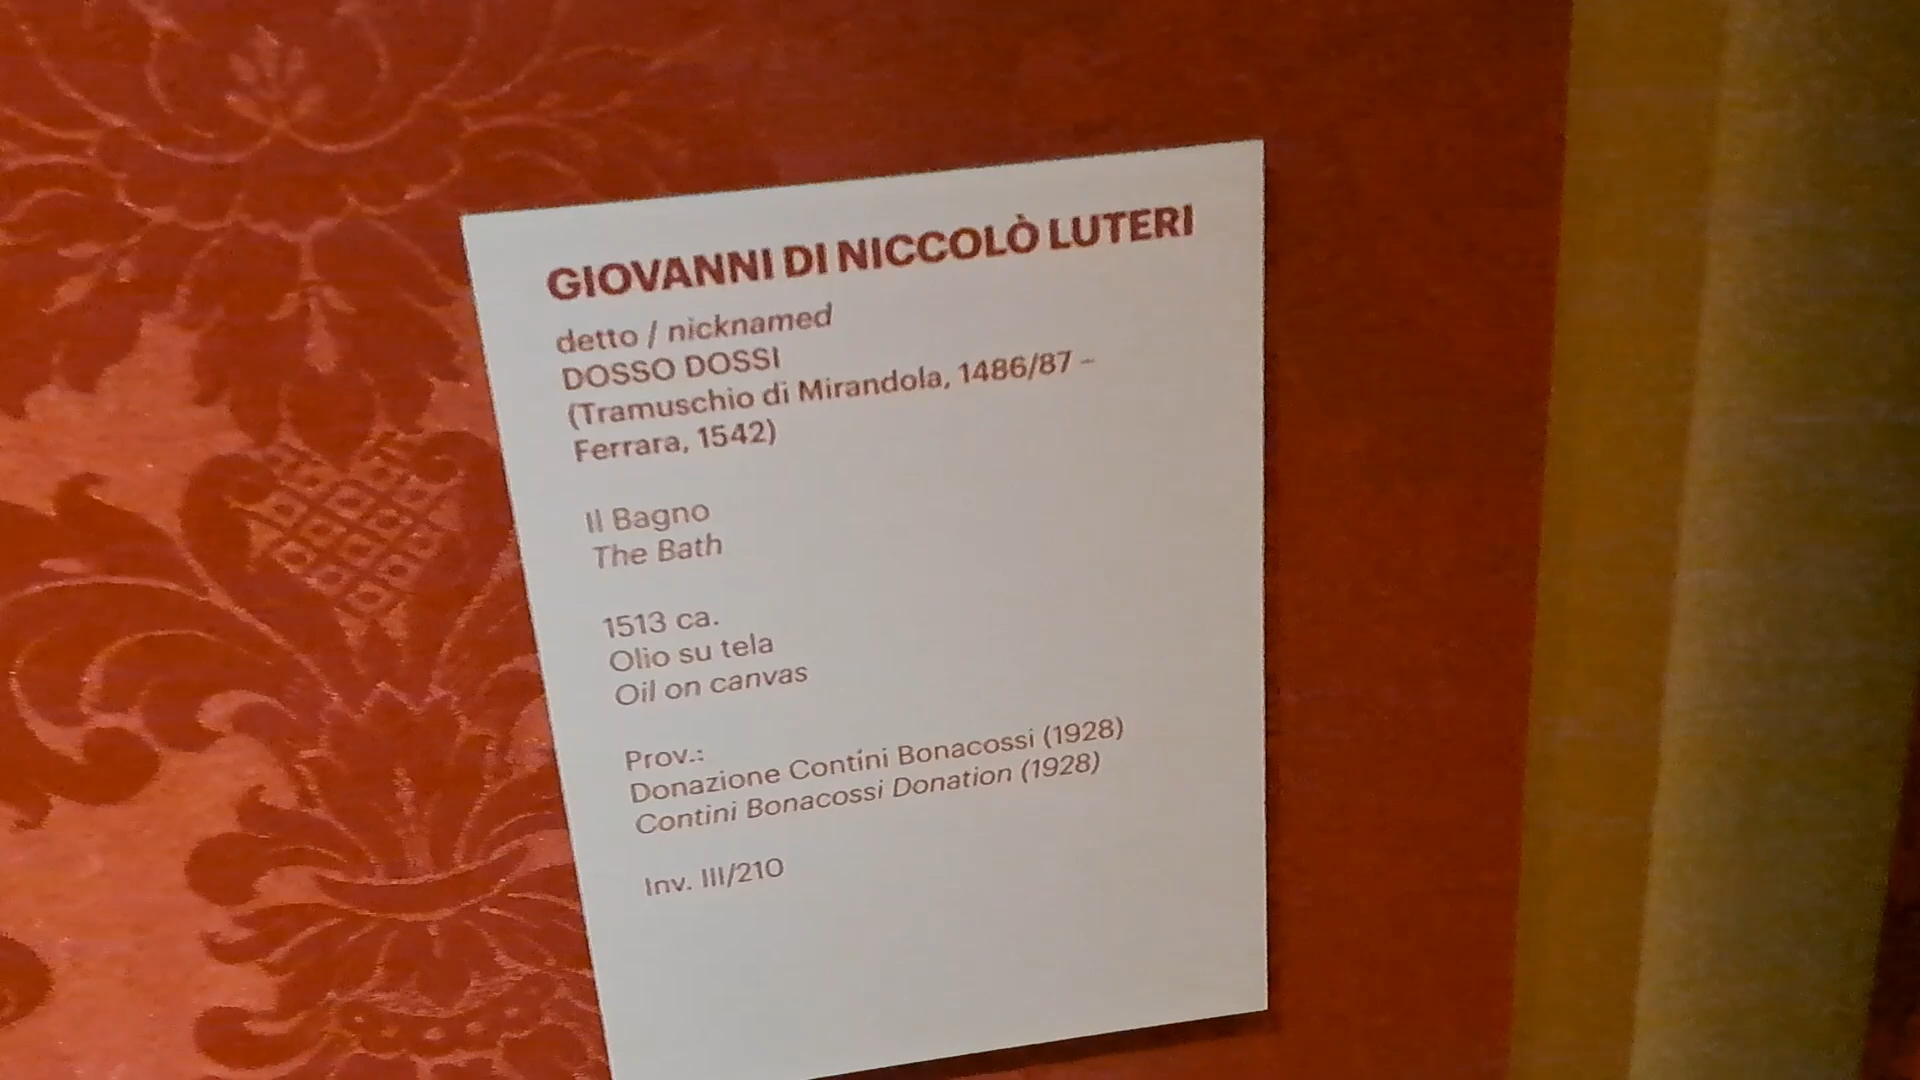 GIOVANNI DI NICCOLÒ LUTERI
detto / nicknamed
DOSSO DOSSI
(Tramuschio di Mirandola, 1486/87 –
Ferrara, 1542)
Il Bagno
The Bath
1513 ca.
Olio su tela
Oil on canvas
Prov.:
Donazione Contini Bonacossi (1928)
Contini Bonacossi Donation (1928)
Inv. III/210